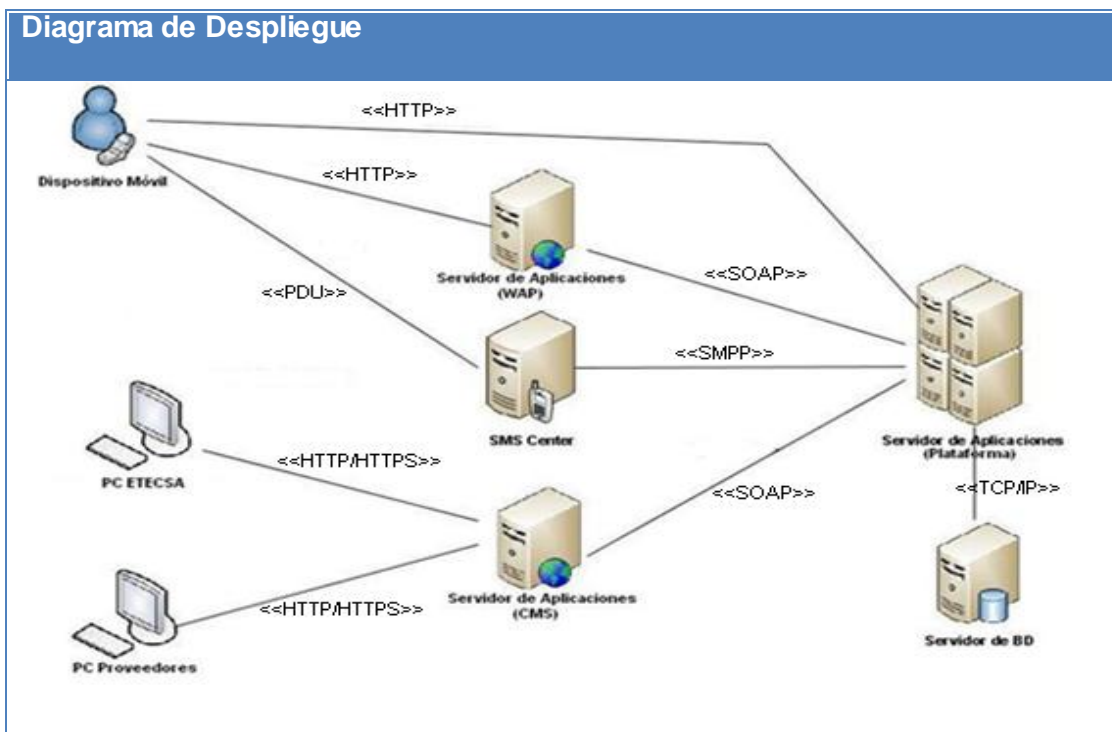 Diagrama de Despliegue
<<HTTP>>
Dispositivo Móvil
<<HTTP>>
Servidor de Aplicaciones
(WAP)
<<SOAP>>
<<PDU>>
<<SMPP>>
SMS Center
Servidor de Aplicaciones
(Plataforma)
PC ETECSA
<<HTTP/HTTPS>>
<<SOAP>>
<<TCP/IP>>
Servidor de Aplicaciones
(CMS)
<<HTTP/HTTPS>>
Servidor de BD
PC Proveedores